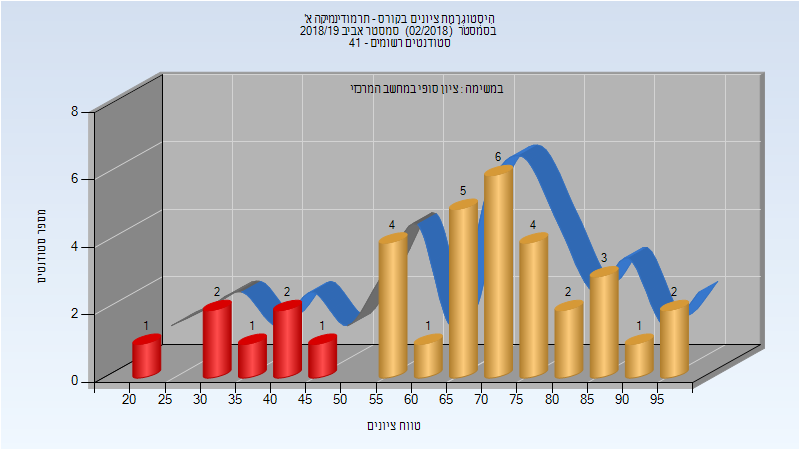 היסטוגרמת ציונים בקורס - תרמודינמיקה א'
בסמסטר (02/2018) סמסטר אביב 2018/19
סטודנטים רשומים - 41
במשימה : ציון סופי במחשב המרכזי
8
6
4
2
0
מספר סטודנטים
1
2
1
2
1
4
1
5
6
4
2
3
1
2
20 25 30 35 40 45 50 55 60 65 70 75 80 85 90 95
טווח ציונים